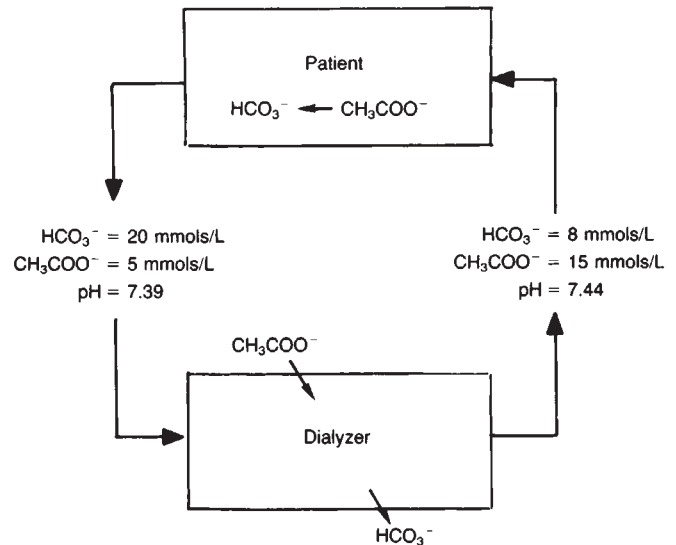 Patient
HCO₃⁻ ← CH₃COO⁻
HCO₃⁻ = 20 mmols/L
CH₃COO⁻ = 5 mmols/L
pH = 7.39
HCO₃⁻ = 8 mmols/L
CH₃COO⁻ = 15 mmols/L
pH = 7.44
CH₃COO⁻
Dialyzer
HCO₃⁻